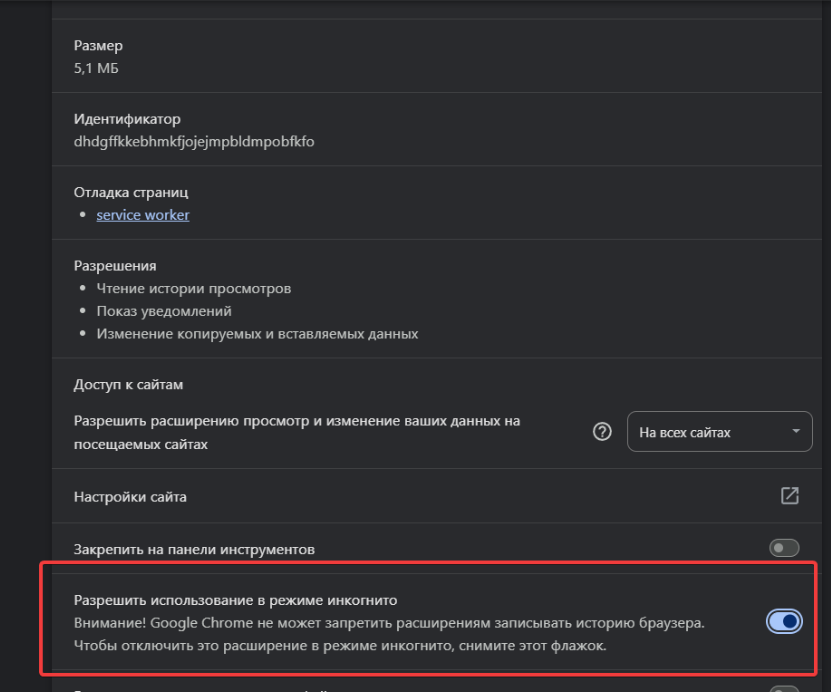 Размер
5,1 МБ
Идентификатор
dhdgffkkebhmkfjojejmpbldmpobfkfo
Отладка страниц
• service worker
Разрешения
• Чтение истории просмотров
• Показ уведомлений
• Изменение копируемых и вставляемых данных
Доступ к сайтам
Разрешить расширению просмотр и изменение ваших данных на
посещаемых сайтах
На всех сайтах
Настройки сайта
Закрепить на панели инструментов
Разрешить использование в режиме инкогнито
Внимание! Google Chrome не может запретить расширениям записывать историю браузера.
Чтобы отключить это расширение в режиме инкогнито, снимите этот флажок.